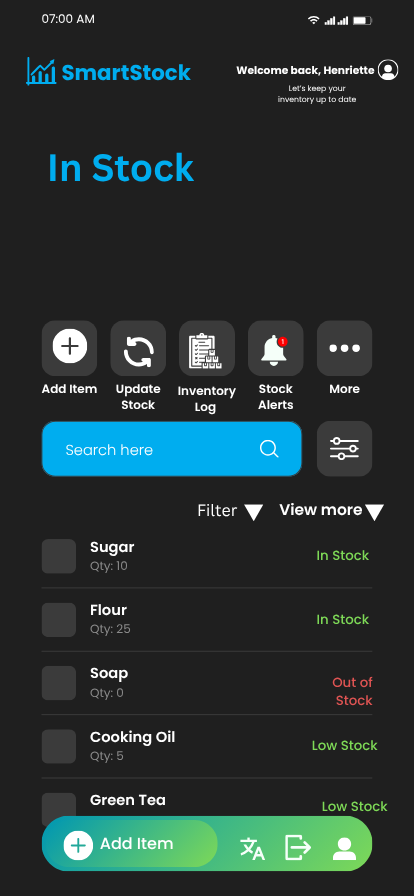 07:00 AM
SmartStock
Welcome back, Henriette
Let's keep your
inventory up to date
In Stock
1
Add Item
Update
Stock
Inventory
Log
Stock
Alerts
More
Search here
Filter
View more
Sugar
Qty: 10
In Stock
Flour
Qty: 25
In Stock
Soap
Qty: 0
Out of
Stock
Cooking Oil
Qty: 5
Low Stock
Green Tea
Low Stock
Add Item
文A